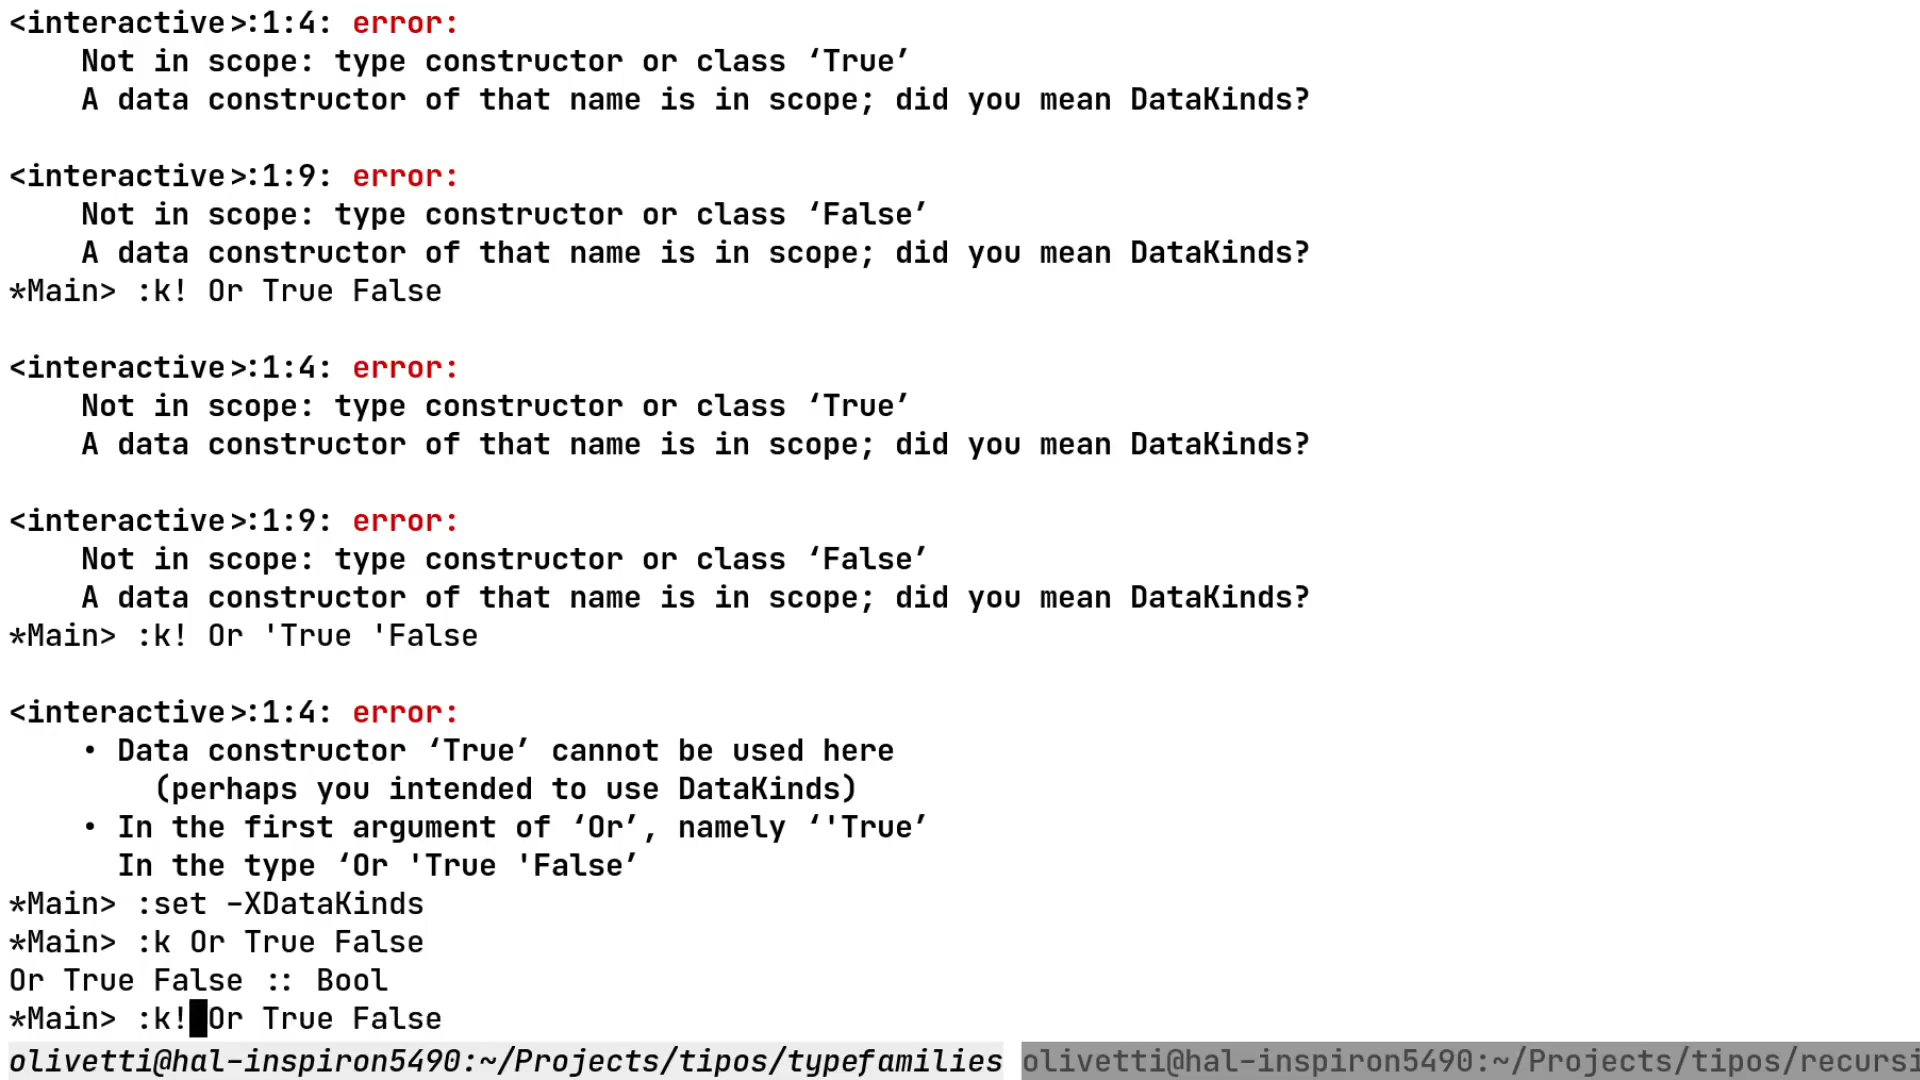 <interactive>:1:4: error:
    Not in scope: type constructor or class ‘True’
    A data constructor of that name is in scope; did you mean DataKinds?

<interactive>:1:9: error:
    Not in scope: type constructor or class ‘False’
    A data constructor of that name is in scope; did you mean DataKinds?
*Main> :k! Or True False

<interactive>:1:4: error:
    Not in scope: type constructor or class ‘True’
    A data constructor of that name is in scope; did you mean DataKinds?

<interactive>:1:9: error:
    Not in scope: type constructor or class ‘False’
    A data constructor of that name is in scope; did you mean DataKinds?
*Main> :k! Or 'True 'False

<interactive>:1:4: error:
    • Data constructor ‘True’ cannot be used here
        (perhaps you intended to use DataKinds)
    • In the first argument of ‘Or’, namely ‘'True’
      In the type ‘Or 'True 'False’
*Main> :set -XDataKinds
*Main> :k Or True False
Or True False :: Bool
*Main> :k! Or True False
olivetti@hal-inspiron5490:~/Projects/tipos/typefamilies olivetti@hal-inspiron5490:~/Projects/tipos/recursi